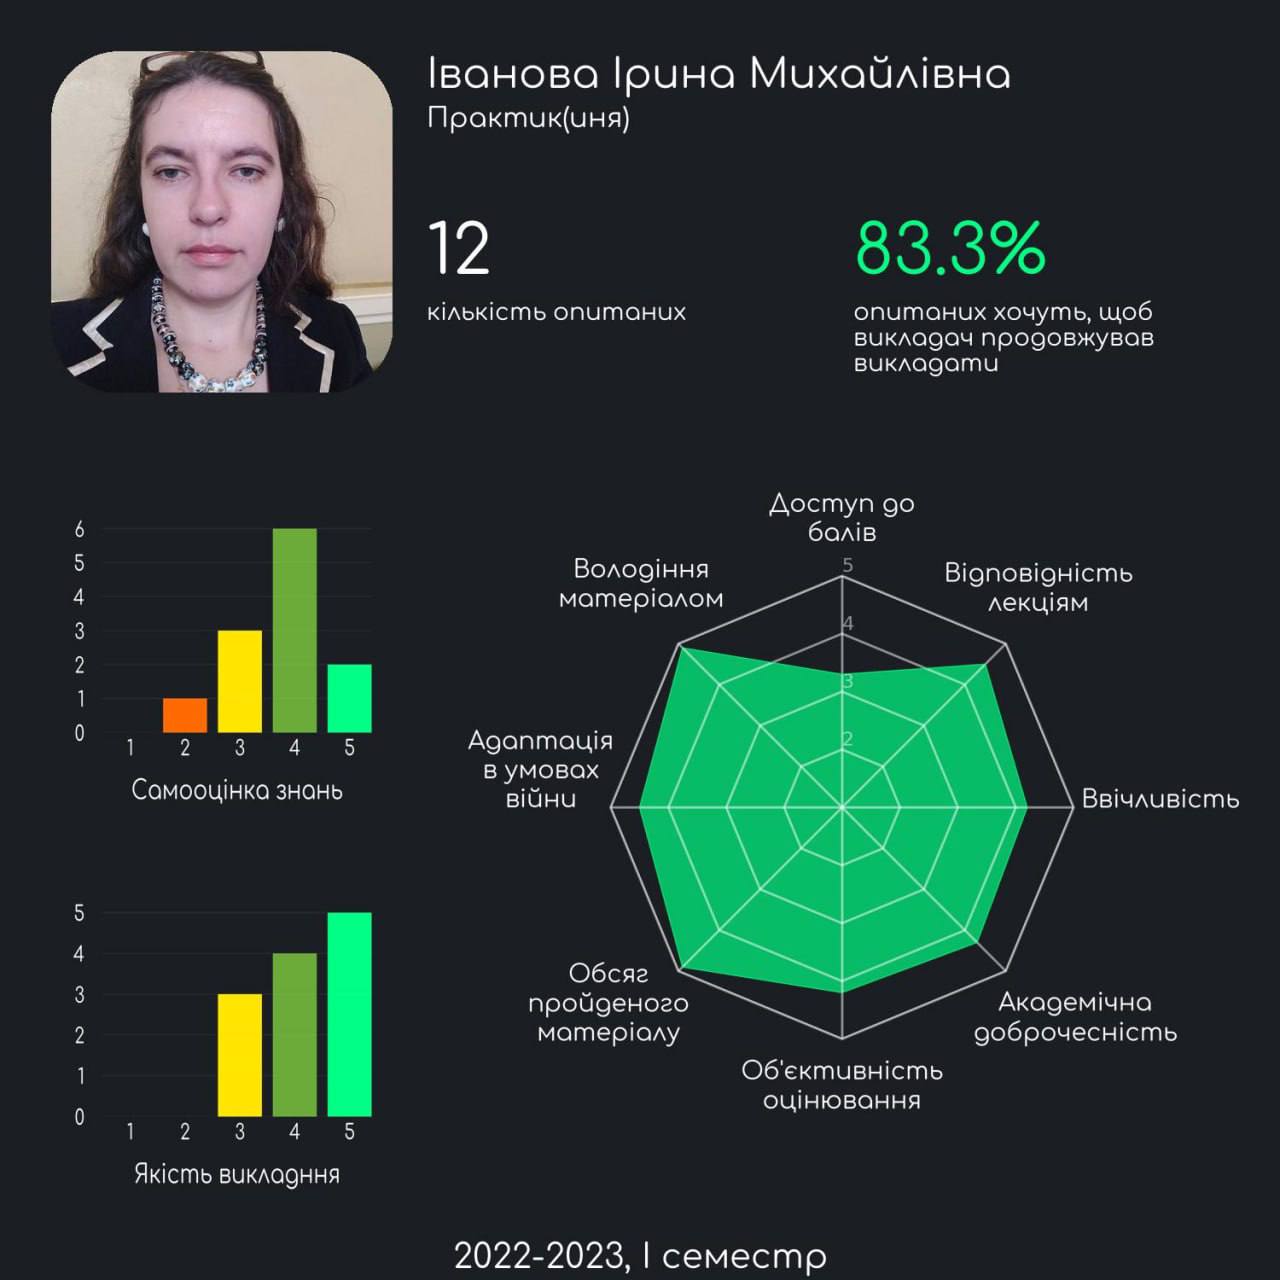 Іванова Ірина Михайлівна
Практик(иня)
12
кількість опитаних
83.3%
опитаних хочуть, щоб
викладач продовжував
викладати
6
5
4
3
2
1
0
1 2 3 4 5
Самооцінка знань
5
4
3
2
1
0
1 2 3 4 5
Якість викладння
Доступ до
балів
Відповідність
лекціям
Ввічливість
Академічна
доброчесність
Об'єктивність
оцінювання
Обсяг
пройденого
матеріалу
Адаптація
в умовах
війни
Володіння
матеріалом
5
4
3
2
2022-2023, І семестр